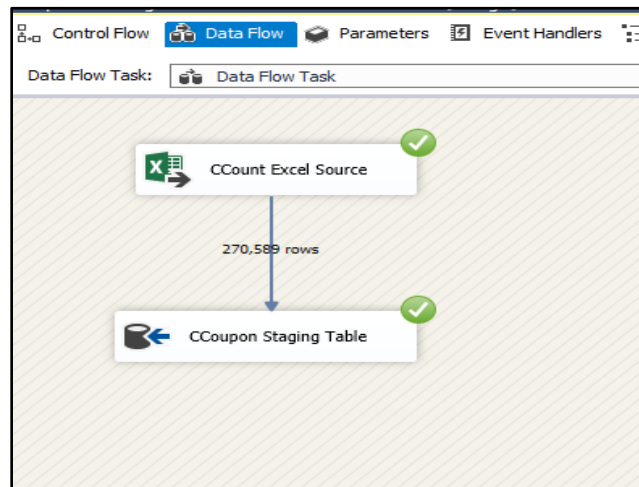 Control Flow Data Flow Parameters Event Handlers
Data Flow Task: Data Flow Task
CCount Excel Source
270,589 rows
CCoupon Staging Table